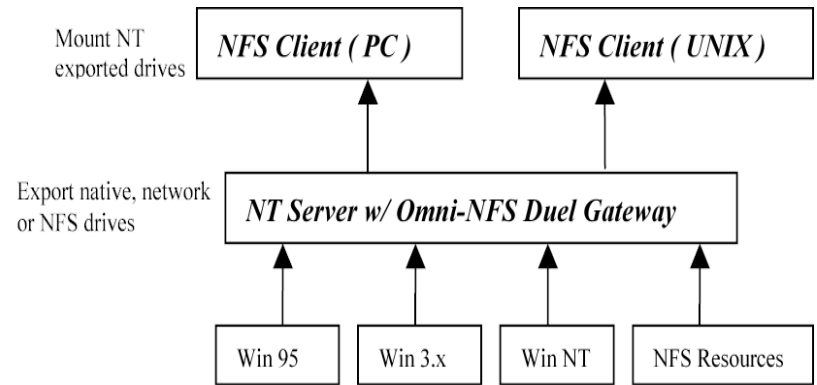 Mount NT
exported drives
NFS Client ( PC )
NFS Client ( UNIX )
Export native, network
or NFS drives
NT Server w/ Omni-NFS Duel Gateway
Win 95
Win 3.x
Win NT
NFS Resources